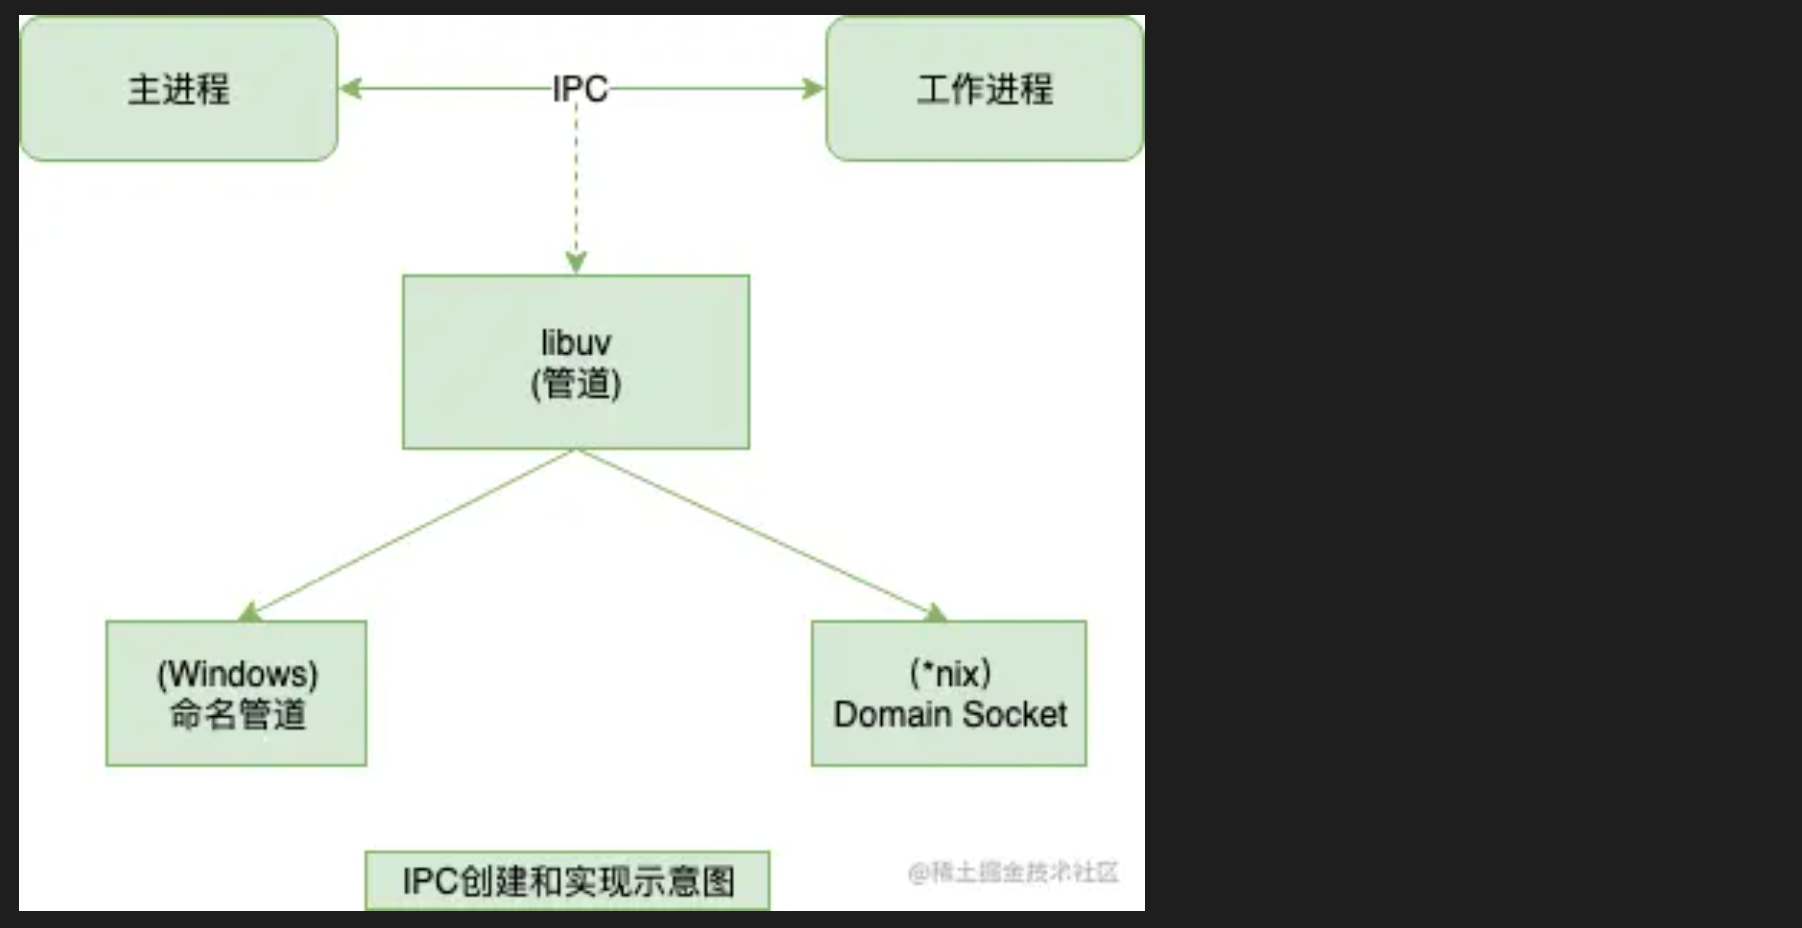 主进程
IPC
工作进程
libuv
(管道)
(Windows)
命名管道
(*nix)
Domain Socket
IPC创建和实现示意图
@稀土掘金技术社区